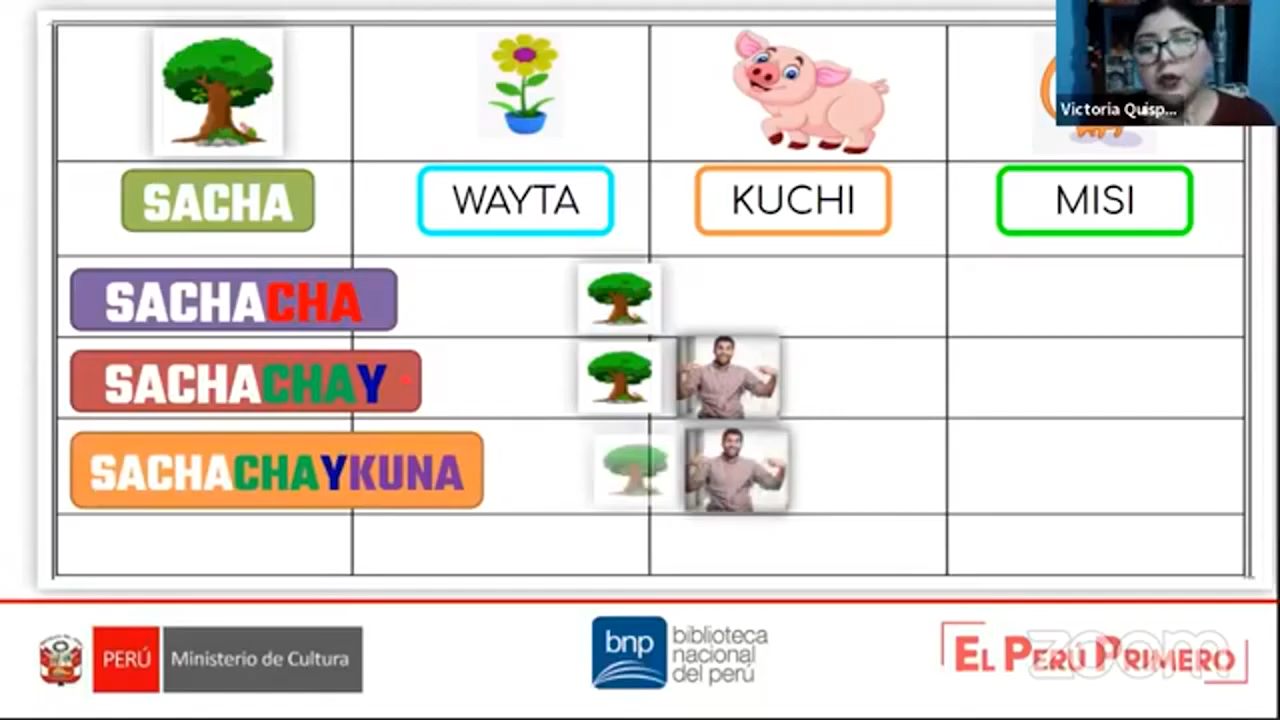 Victoria Quisp...
SACHA
WAYTA
KUCHI
MISI
SACHACHA
SACHACHAY
SACHACHAYKUNA
PERÚ
Ministerio de Cultura
bnp
biblioteca
nacional
del perú
EL PERÚ PRIMERO
zoom